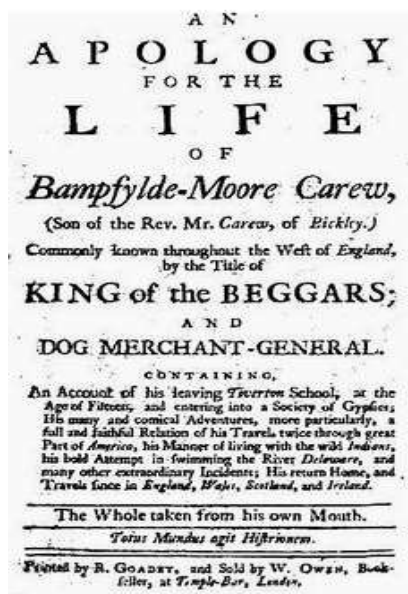 AN
APOLOGY
FOR THE
LIFE
OF
Bampfylde-Moore Carew,
(Son of the Rev. Mr. Carew, of Bickley.)
Commonly known throughout the Weſt of England,
by the Title of
KING of the BEGGARS;
AND
DOG MERCHANT-GENERAL.
CONTAINING,
An Account of his leaving Tiverton School, at the
Age of Fifteen, and entering into a Society of Gypſies;
His many and comical Adventures, more particularly, a
full and faithful Relation of his Travels twice through great
Part of America, his Manner of living with the wild Indians,
his bold Attempt in ſwimming the River Delaware, and
many other extraordinary Incidents; His return Home, and
Travels ſince in England, Wales, Scotland, and Ireland.
The Whole taken from his own Mouth.
Totus Mundus agit Hiſtrionem.
Printed by R. GOADBY, and Sold by W. OWEN, Book-
ſeller, at Temple-Bar, London.